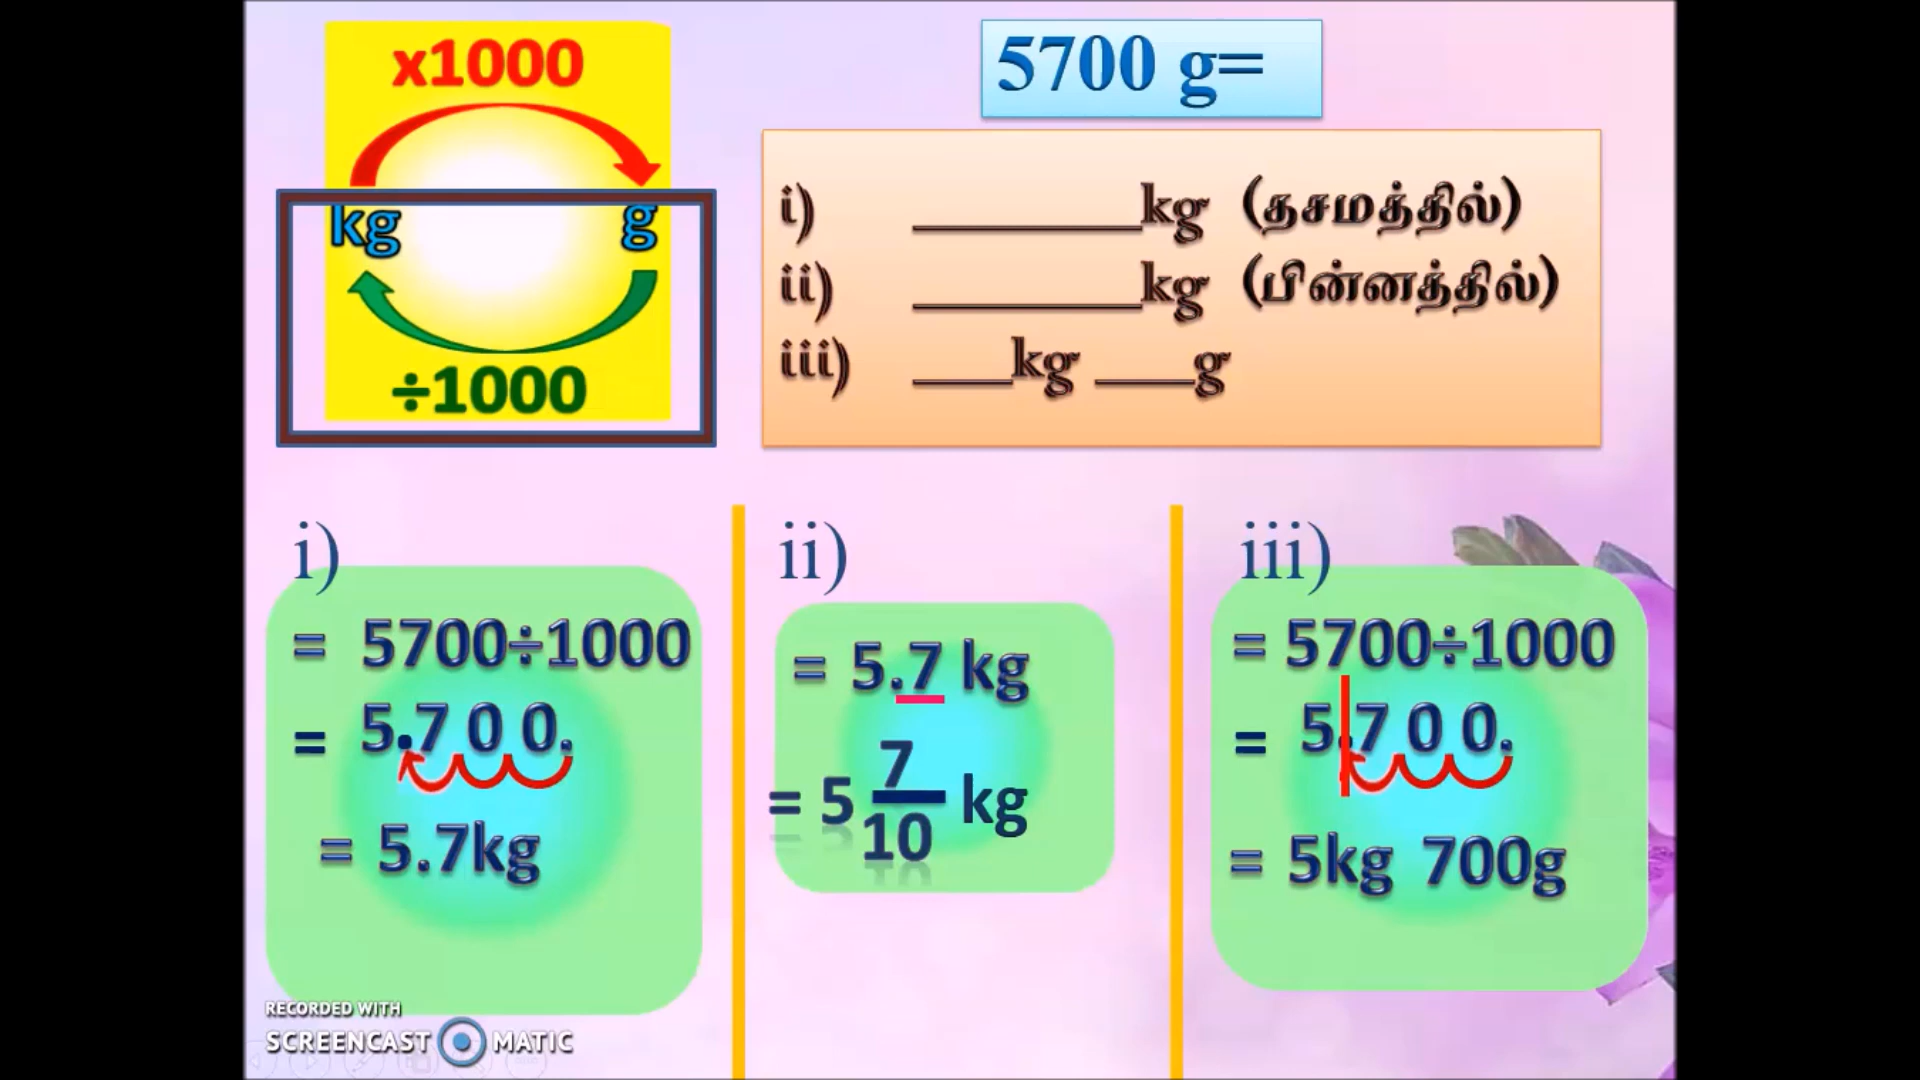 x1000
kg g
÷1000
5700 g=
i) ________kg (தசமத்தில்)
ii) ________kg (பின்னத்தில்)
iii) ___kg ___g
i)
= 5700÷1000
= 5.7 0 0.
= 5.7kg
ii)
= 5.7 kg
= 5 7/10 kg
iii)
= 5700÷1000
= 5.7 0 0.
= 5kg 700g
RECORDED WITH
SCREENCAST MATIC